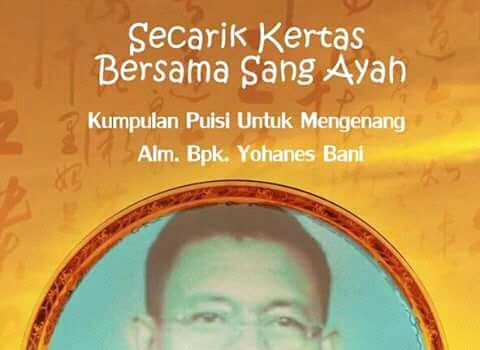 Secarik Kertas
Bersama Sang Ayah
Kumpulan Puisi Untuk Mengenang
Alm. Bpk. Yohanes Bani